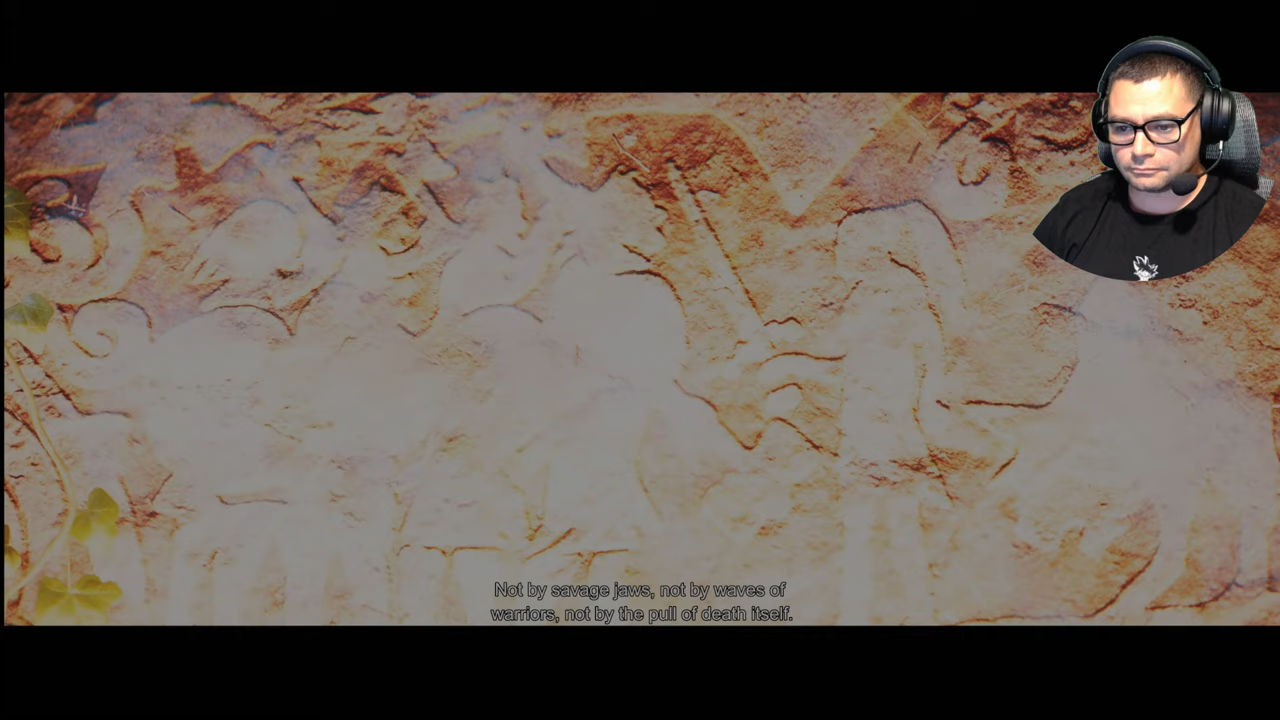 Not by savage jaws, not by waves of
warriors, not by the pull of death itself.